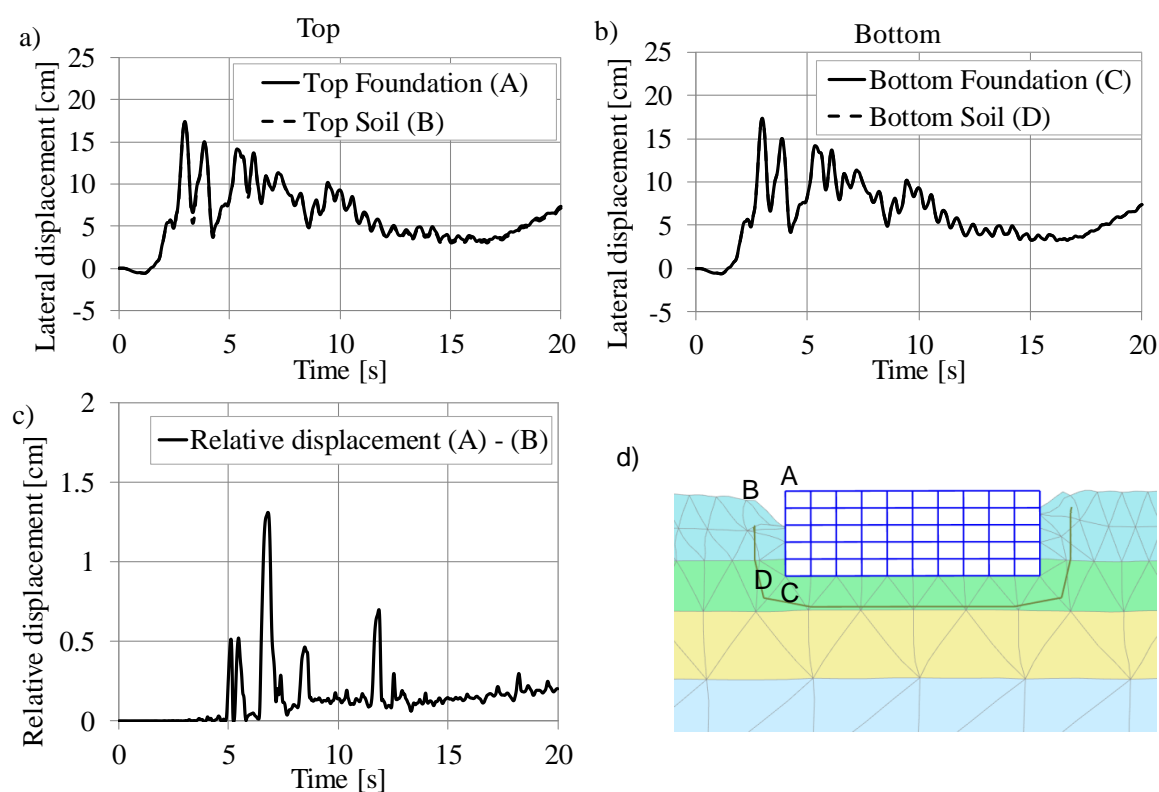 a)
Top
Lateral displacement [cm]
25
20
15
10
5
0
-5
Top Foundation (A)
Top Soil (B)
0 5 10 15 20
Time [s]
b)
Bottom
Lateral displacement [cm]
25
20
15
10
5
0
-5
Bottom Foundation (C)
Bottom Soil (D)
0 5 10 15 20
Time [s]
c)
Relative displacement [cm]
2
1.5
1
0.5
0
Relative displacement (A) - (B)
0 5 10 15 20
Time [s]
d)
B A
D C